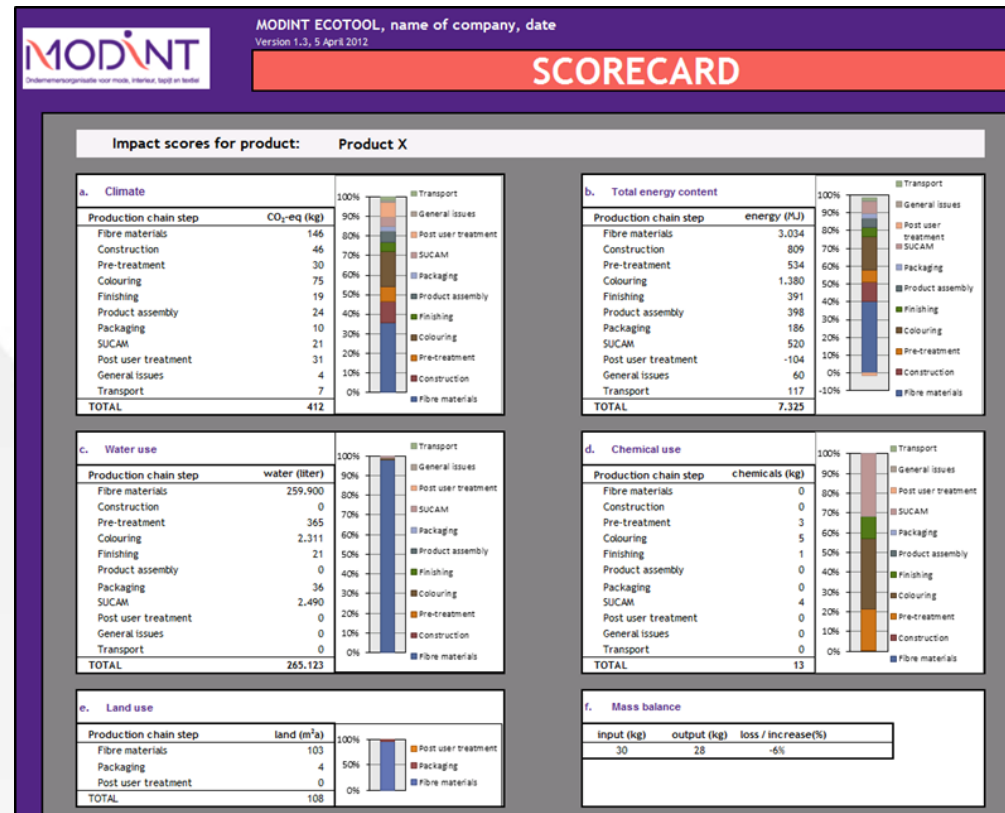 MODINT
Ondernemersorganisatie voor mode, interieur, tapijt en textiel
MODINT ECOTOOL, name of company, date
Version 1.3, 5 April 2012
SCORECARD
Impact scores for product: Product X
a. Climate
Production chain step CO₂-eq (kg)
Fibre materials 146
Construction 46
Pre-treatment 30
Colouring 75
Finishing 19
Product assembly 24
Packaging 10
SUCAM 21
Post user treatment 31
General issues 4
Transport 7
TOTAL 412
100%
90%
80%
70%
60%
50%
40%
30%
20%
10%
0%
Transport
General issues
Post user treatment
SUCAM
Packaging
Product assembly
Finishing
Colouring
Pre-treatment
Construction
Fibre materials
b. Total energy content
Production chain step energy (MJ)
Fibre materials 3.034
Construction 809
Pre-treatment 534
Colouring 1.380
Finishing 391
Product assembly 398
Packaging 186
SUCAM 520
Post user treatment -104
General issues 60
Transport 117
TOTAL 7.325
100%
90%
80%
70%
60%
50%
40%
30%
20%
10%
0%
-10%
Transport
General issues
Post user
treatment
SUCAM
Packaging
Product assembly
Finishing
Colouring
Pre-treatment
Construction
Fibre materials
c. Water use
Production chain step water (liter)
Fibre materials 259.900
Construction 0
Pre-treatment 365
Colouring 2.311
Finishing 21
Product assembly 0
Packaging 36
SUCAM 2.490
Post user treatment 0
General issues 0
Transport 0
TOTAL 265.123
100%
90%
80%
70%
60%
50%
40%
30%
20%
10%
0%
Transport
General issues
Post user treatment
SUCAM
Packaging
Product assembly
Finishing
Colouring
Pre-treatment
Construction
Fibre materials
d. Chemical use
Production chain step chemicals (kg)
Fibre materials 0
Construction 0
Pre-treatment 3
Colouring 5
Finishing 1
Product assembly 0
Packaging 0
SUCAM 4
Post user treatment 0
General issues 0
Transport 0
TOTAL 13
100%
90%
80%
70%
60%
50%
40%
30%
20%
10%
0%
Transport
General issues
Post user treatment
SUCAM
Packaging
Product assembly
Finishing
Colouring
Pre-treatment
Construction
Fibre materials
e. Land use
Production chain step land (m²a)
Fibre materials 103
Packaging 4
Post user treatment 0
TOTAL 108
100%
50%
0%
Post user treatment
Packaging
Fibre materials
f. Mass balance
input (kg) output (kg) loss / increase(%)
30 28 -6%